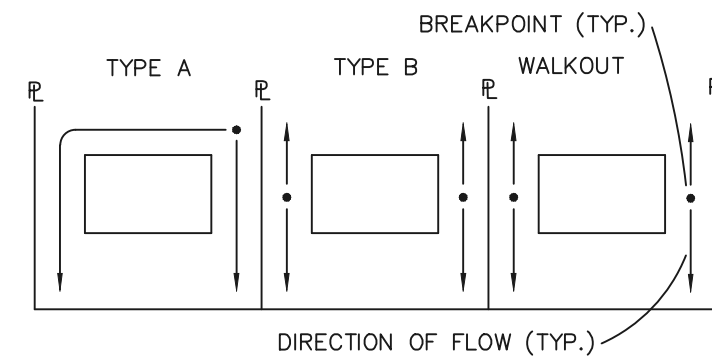 BREAKPOINT (TYP.)
TYPE A
TYPE B
WALKOUT
PL
PL
PL
DIRECTION OF FLOW (TYP.)